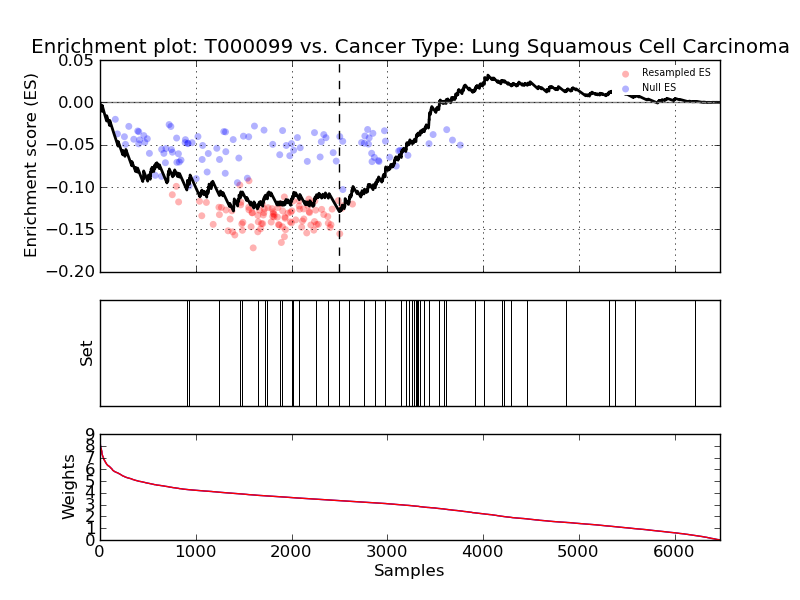 Enrichment plot: T000099 vs. Cancer Type: Lung Squamous Cell Carcinoma
0.05
0.00
−0.05
−0.10
−0.15
−0.20
Enrichment score (ES)
Resampled ES
Null ES
Set
9
8
7
6
5
4
3
2
1
0
Weights
0 1000 2000 3000 4000 5000 6000
Samples